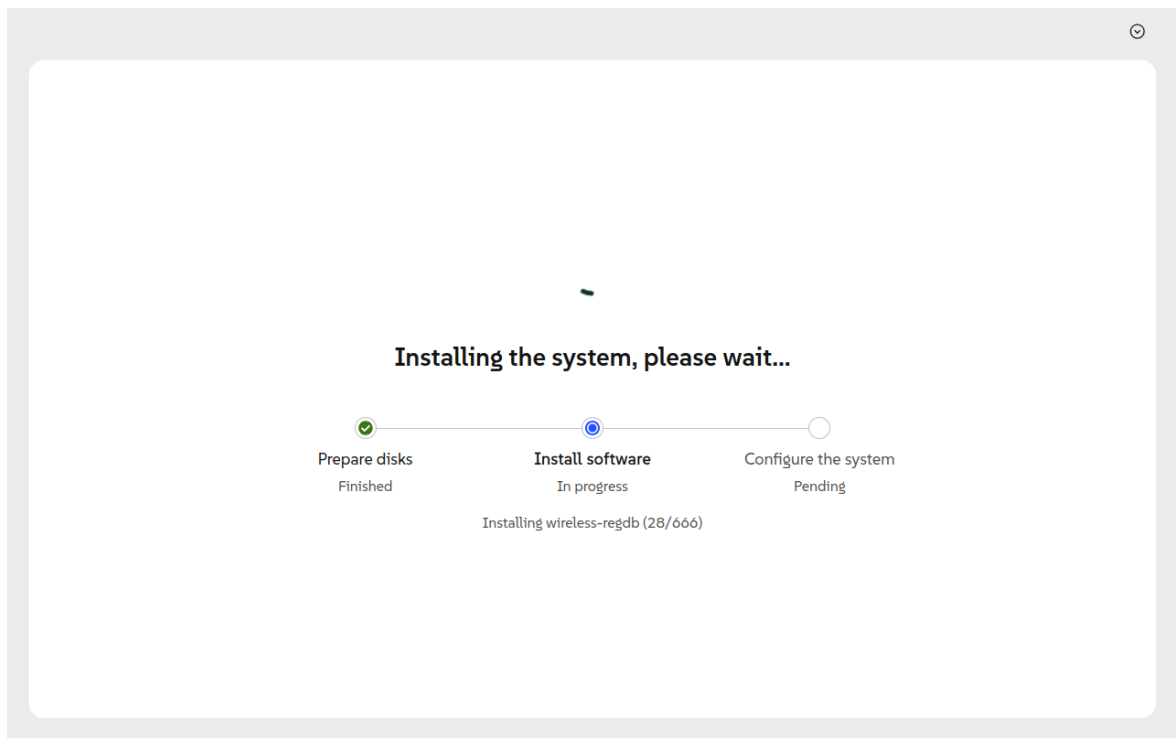 Installing the system, please wait...
Prepare disks
Finished
Install software
In progress
Configure the system
Pending
Installing wireless-regdb (28/666)